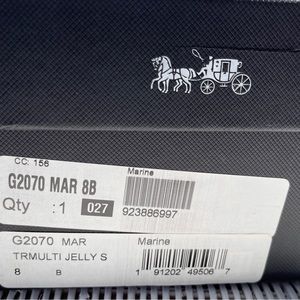 CC: 156
Marine
G2070 MAR 8B
Qty :1 027
923886997
G2070 MAR Marine
TRMULTI JELLY S
8 B
1 91202 49506 7